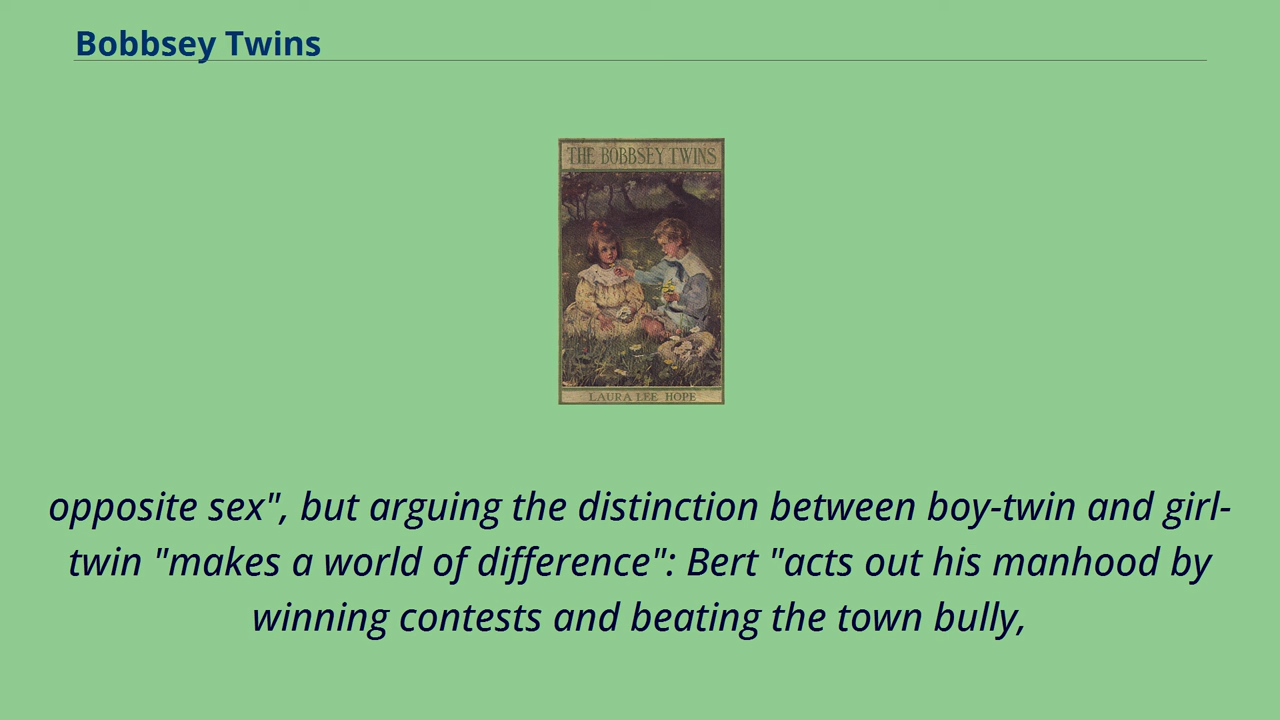 Bobbsey Twins
THE BOBBSEY TWINS
LAURA LEE HOPE
opposite sex", but arguing the distinction between boy-twin and girl-
twin "makes a world of difference": Bert "acts out his manhood by
winning contests and beating the town bully,